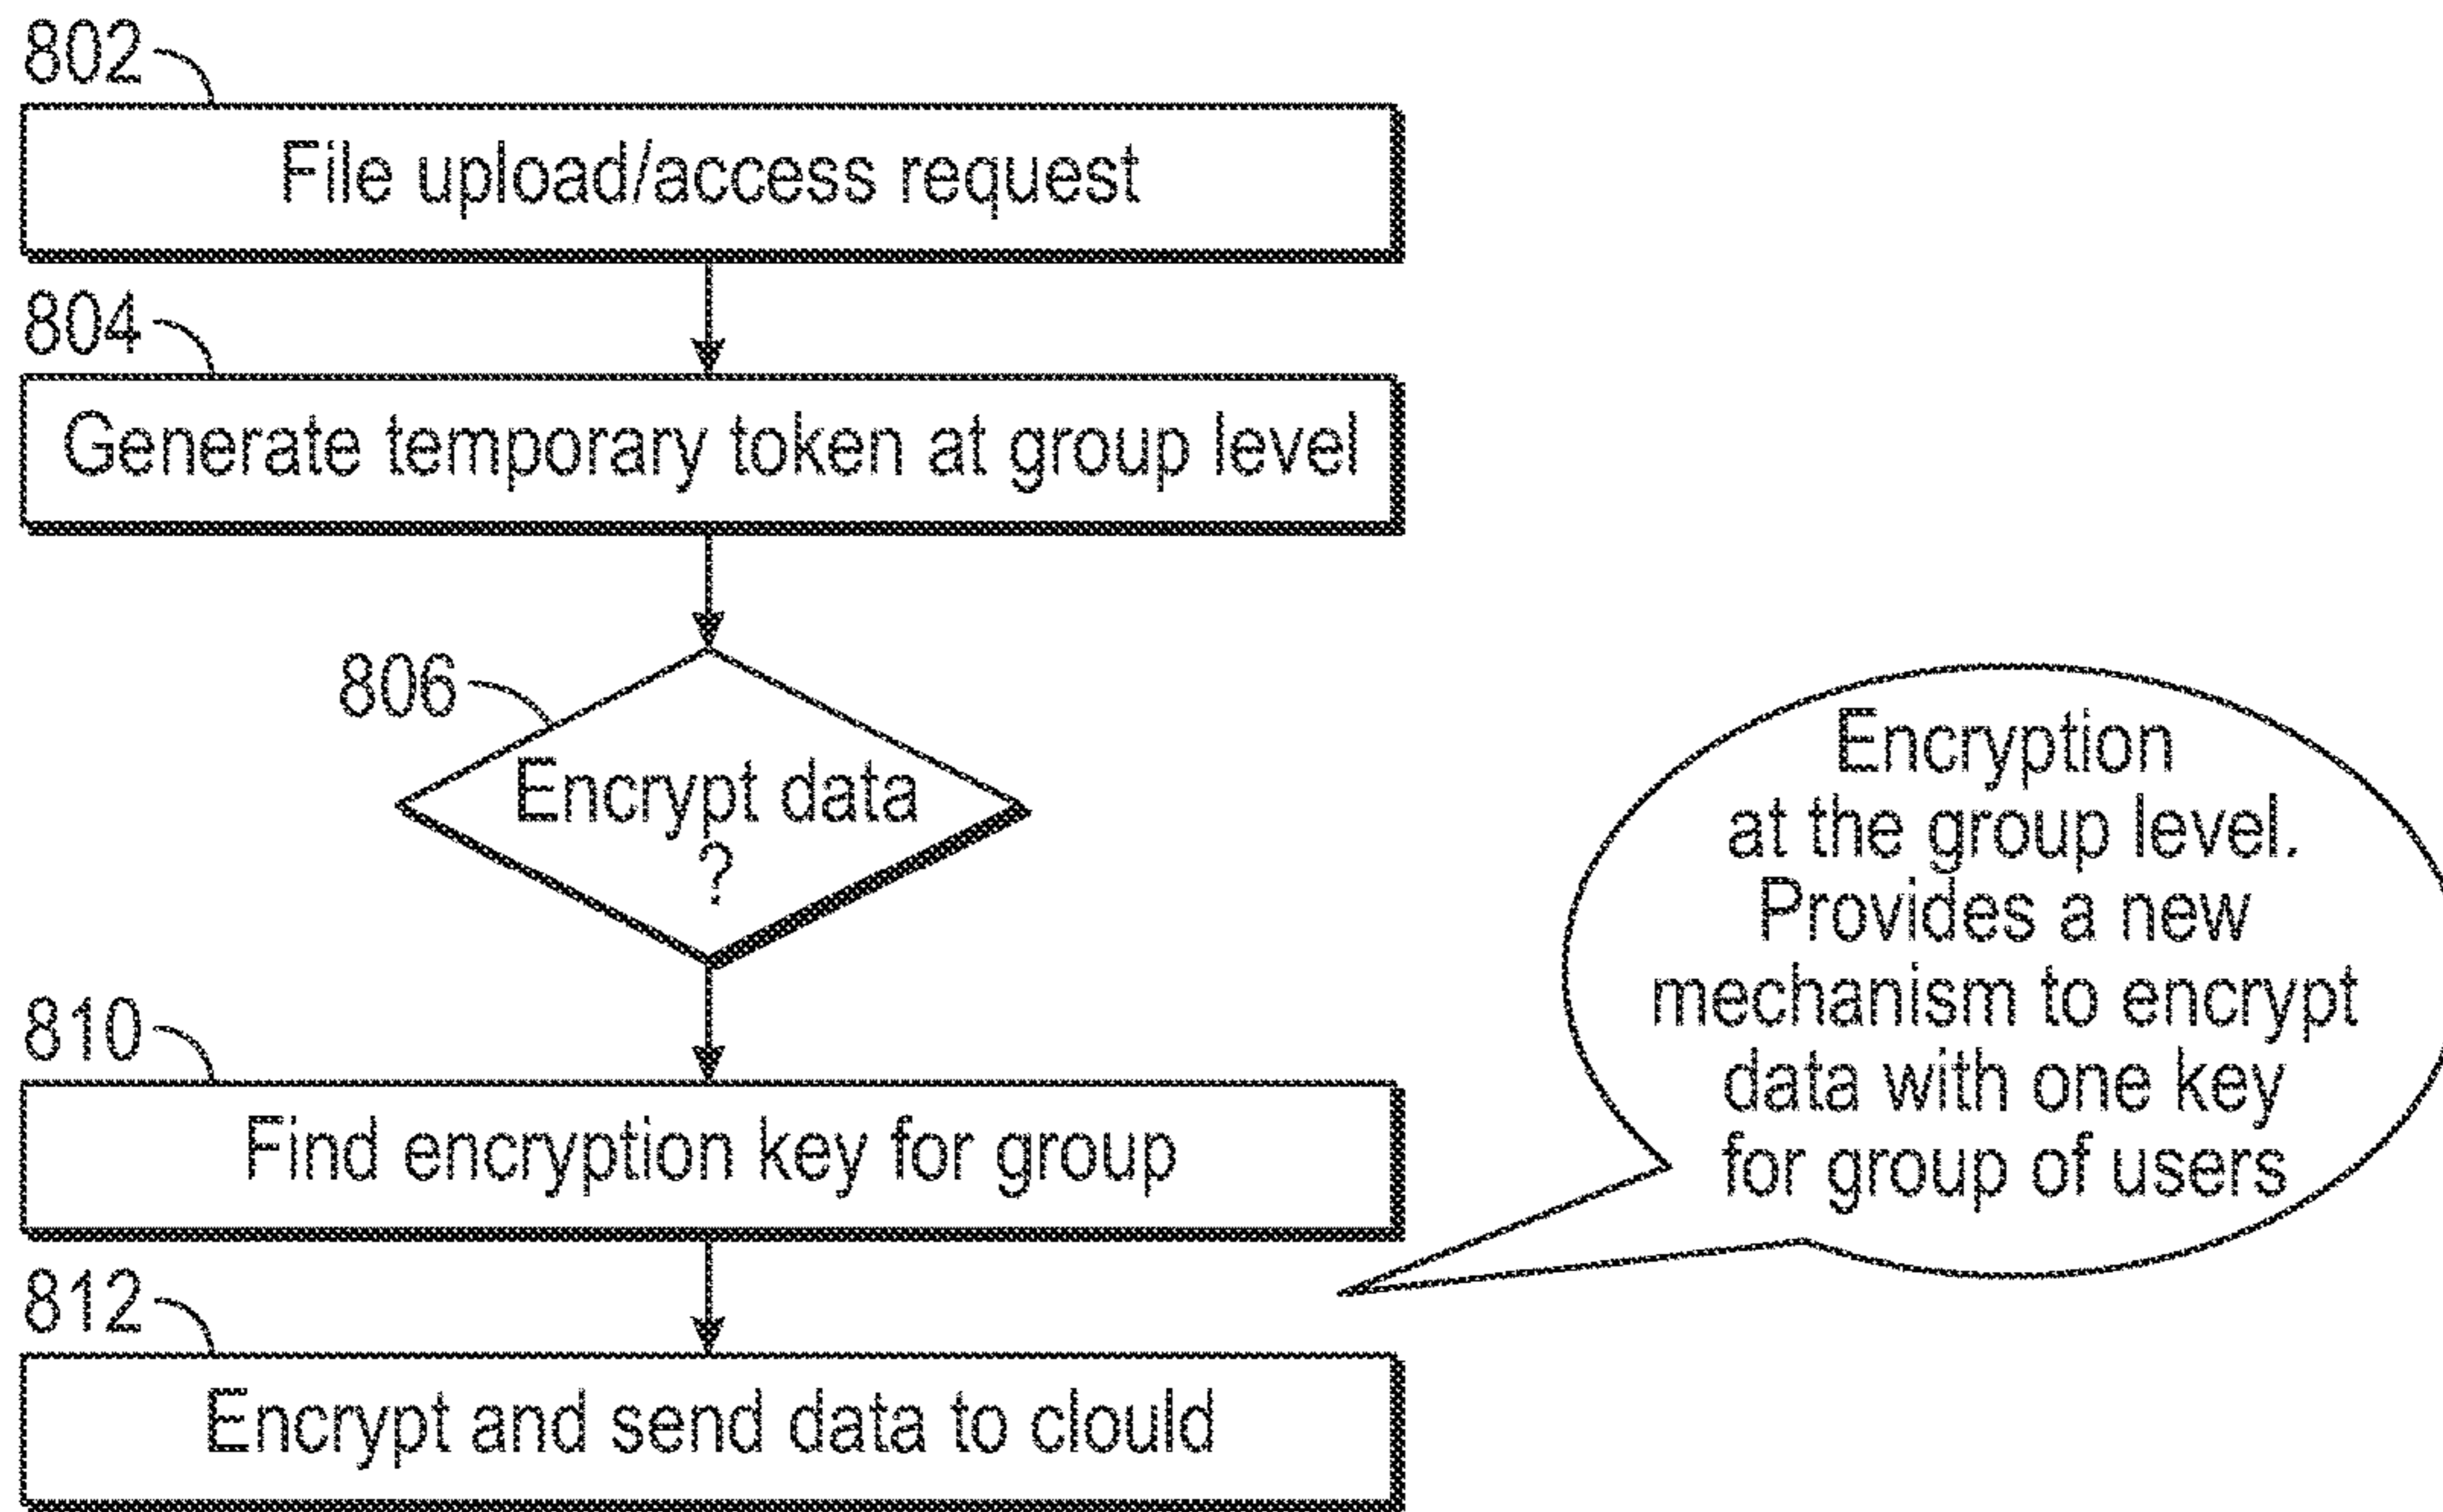 802
File upload/access request
804
Generate temporary token at group level
806
Encrypt data
?
810
Find encryption key for group
812
Encrypt and send data to clould
Encryption
at the group level.
Provides a new
mechanism to encrypt
data with one key
for group of users